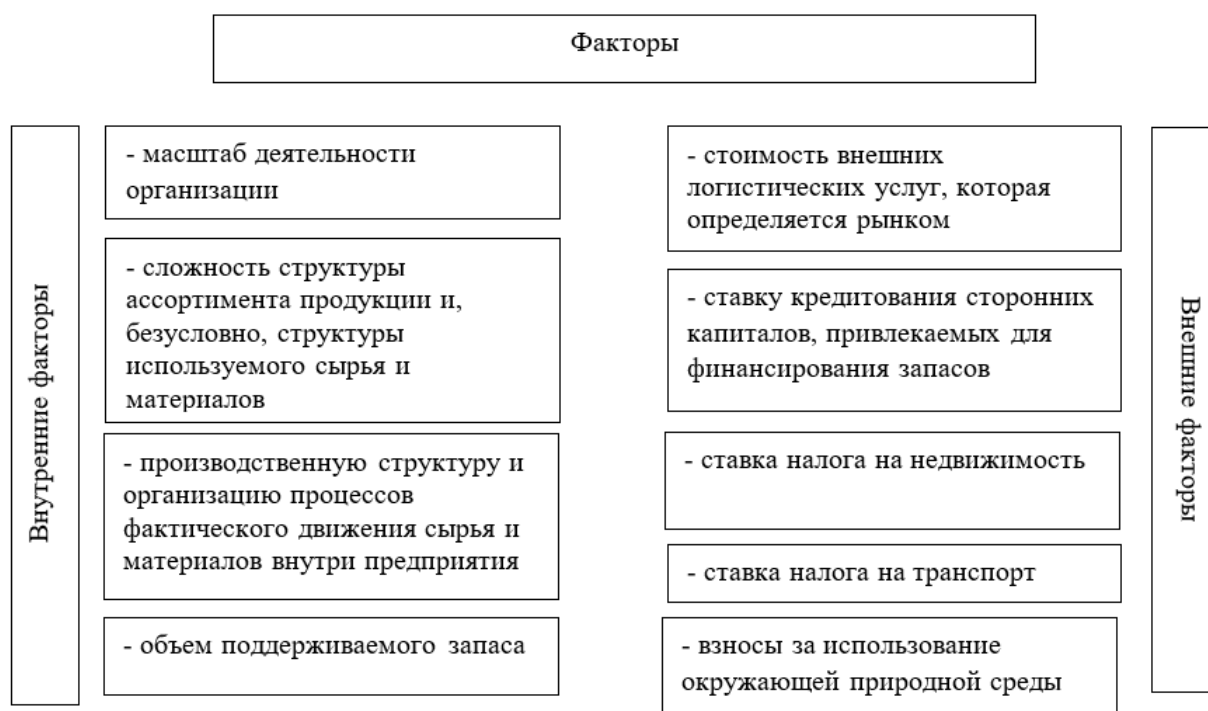 Факторы
Внутренние факторы
- масштаб деятельности
организации
- сложность структуры
ассортимента продукции и,
безусловно, структуры
используемого сырья и
материалов
- производственную структуру и
организацию процессов
фактического движения сырья и
материалов внутри предприятия
- объем поддерживаемого запаса
- стоимость внешних
логистических услуг, которая
определяется рынком
- ставку кредитования сторонних
капиталов, привлекаемых для
финансирования запасов
- ставка налога на недвижимость
- ставка налога на транспорт
- взносы за использование
окружающей природной среды
Внешние факторы